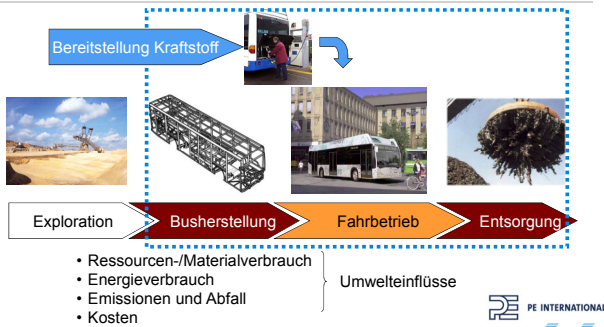 Bereitstellung Kraftstoff
Exploration
Busherstellung
Fahrbetrieb
Entsorgung
• Ressourcen-/Materialverbrauch
• Energieverbrauch
• Emissionen und Abfall
• Kosten
Umwelteinflüsse
PE INTERNATIONAL